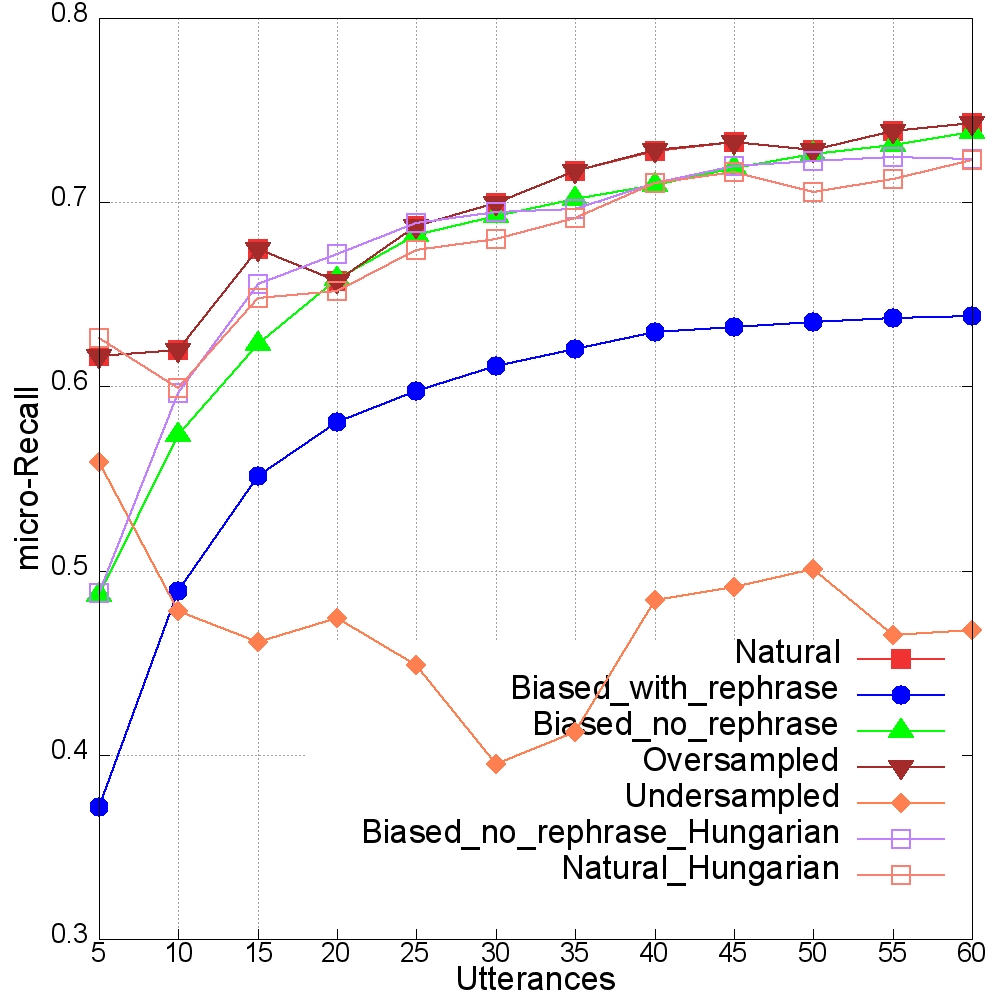 0.8
0.7
0.6
0.5
0.4
0.3
micro-Recall
Natural
Biased_with_rephrase
Biased_no_rephrase
Oversampled
Undersampled
Biased_no_rephrase_Hungarian
Natural_Hungarian
5 10 15 20 25 30 35 40 45 50 55 60
Utterances